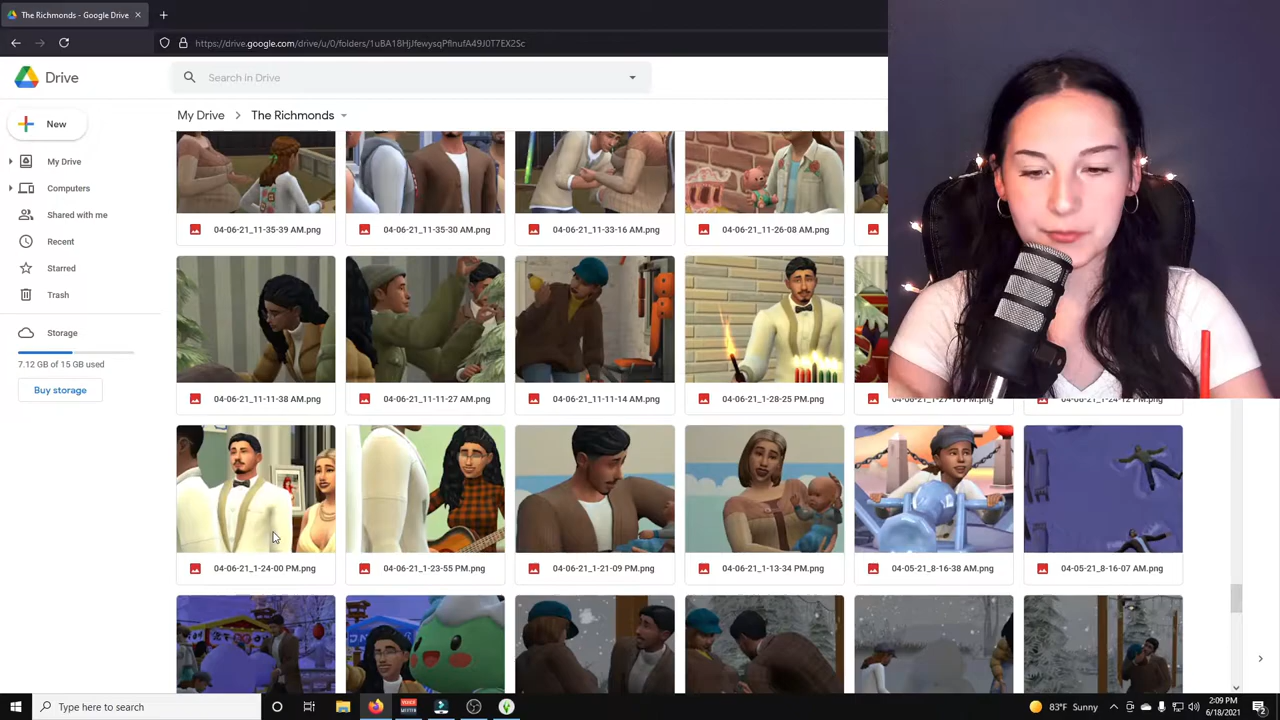 The Richmonds - Google Drive
https://drive.google.com/drive/u/0/folders/
Drive
Search in Drive
New
My Drive
Computers
Shared with me
Recent
Starred
Trash
Storage
7.12 GB of 15 GB used
Buy storage
My Drive > The Richmonds
04-06-21_11-35-39 AM.png
04-06-21_11-35-30 AM.png
04-06-21_11-33-16 AM.png
04-06-21_11-26-08 AM.png
04-06-21_11-11-38 AM.png
04-06-21_11-11-27 AM.png
04-06-21_11-11-14 AM.png
04-06-21_1-28-25 PM.png
04-06-21_1-24-00 PM.png
04-06-21_1-23-55 PM.png
04-06-21_1-21-09 PM.png
04-06-21_1-13-34 PM.png
04-05-21_8-16-38 AM.png
04-05-21_8-16-07 AM.png
Type here to search
83°F Sunny
2:09 PM
6/18/2021